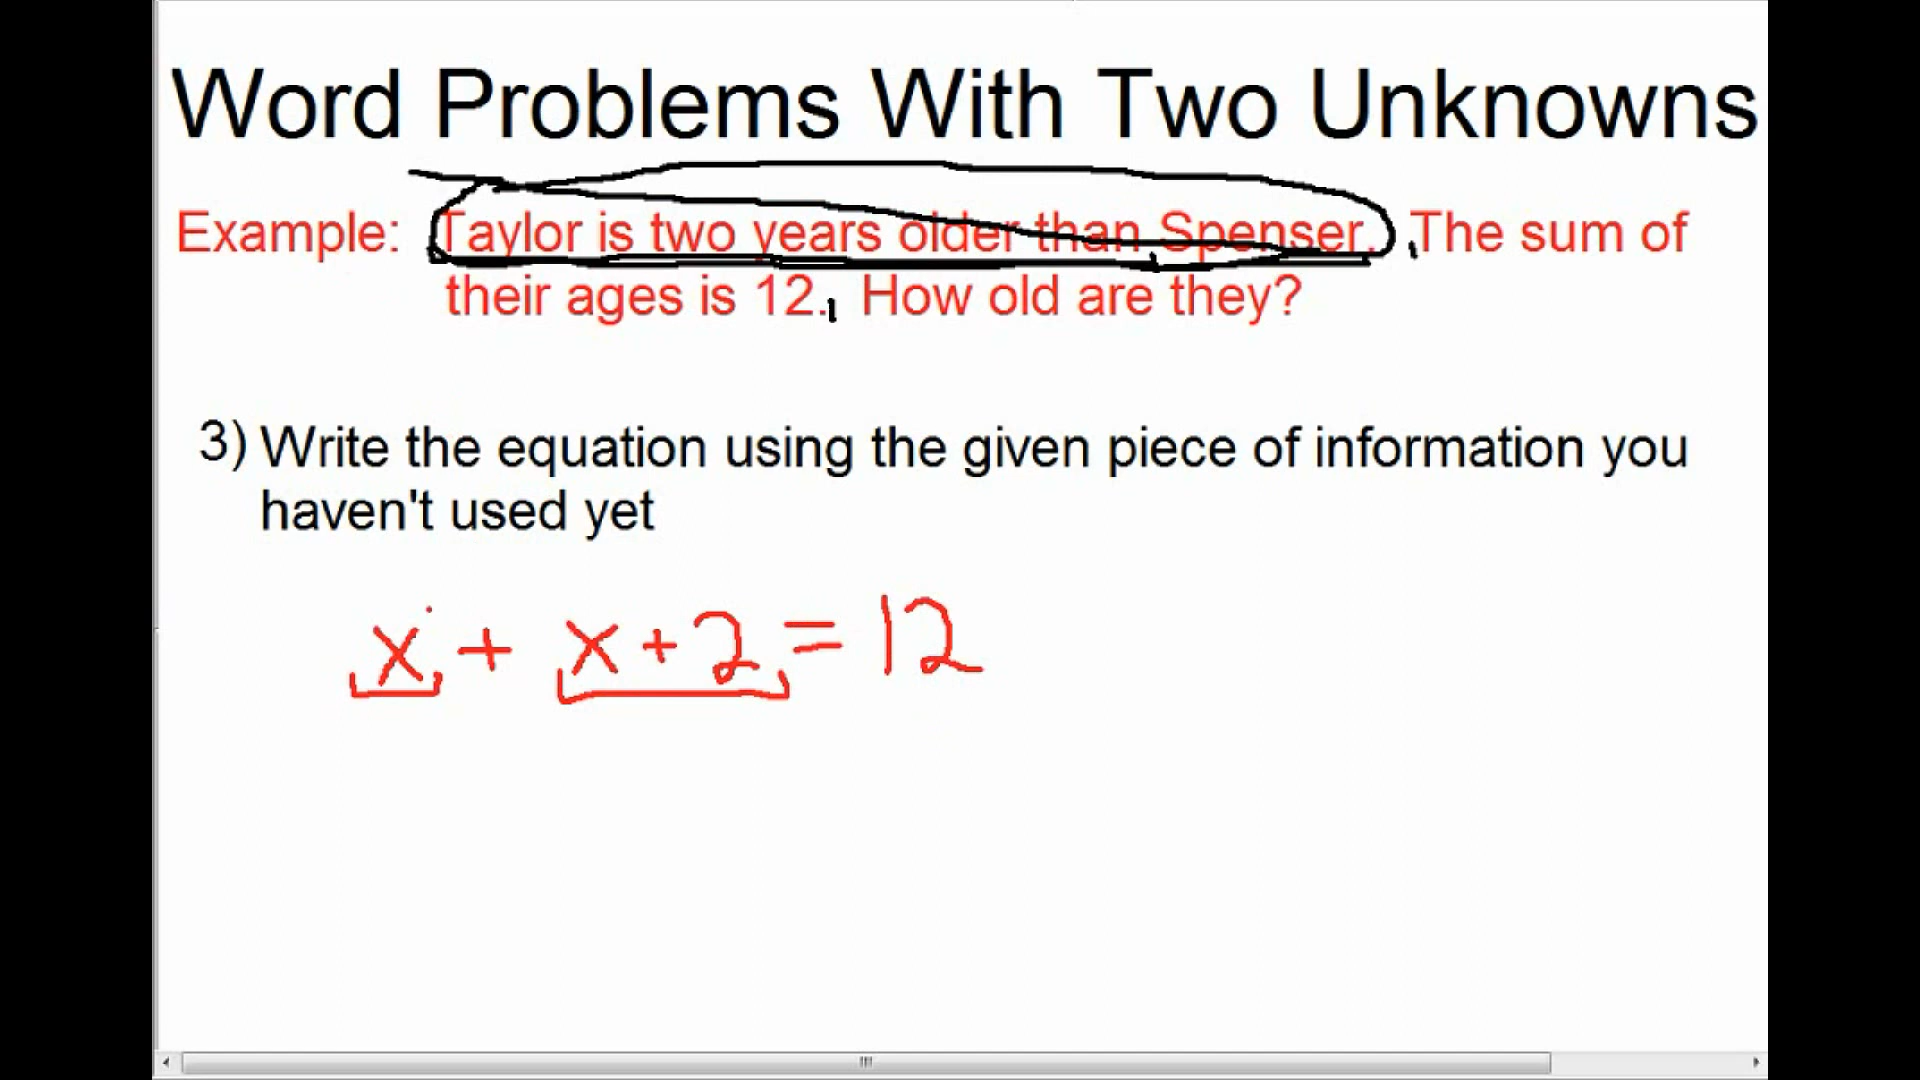 Word Problems With Two Unknowns
Example: Taylor is two years older than Spenser. The sum of
their ages is 12. How old are they?
3) Write the equation using the given piece of information you
haven't used yet
x + x + 2 = 12